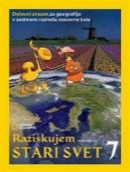 Delovni zvezek za geografijo
v sedmem razredu osnovne šole
Raziskujem
STARI SVET 7